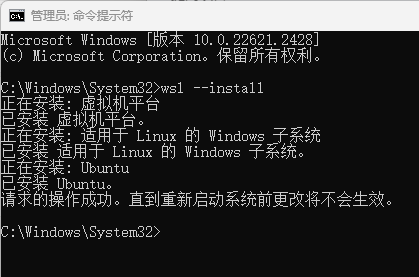 管理员: 命令提示符
Microsoft Windows [版本 10.0.22621.2428]
(c) Microsoft Corporation。保留所有权利。
C:\Windows\System32>wsl --install
正在安装: 虚拟机平台
已安装 虚拟机平台。
正在安装: 适用于 Linux 的 Windows 子系统
已安装 适用于 Linux 的 Windows 子系统。
正在安装: Ubuntu
已安装 Ubuntu。
请求的操作成功。直到重新启动系统前更改将不会生效。
C:\Windows\System32>